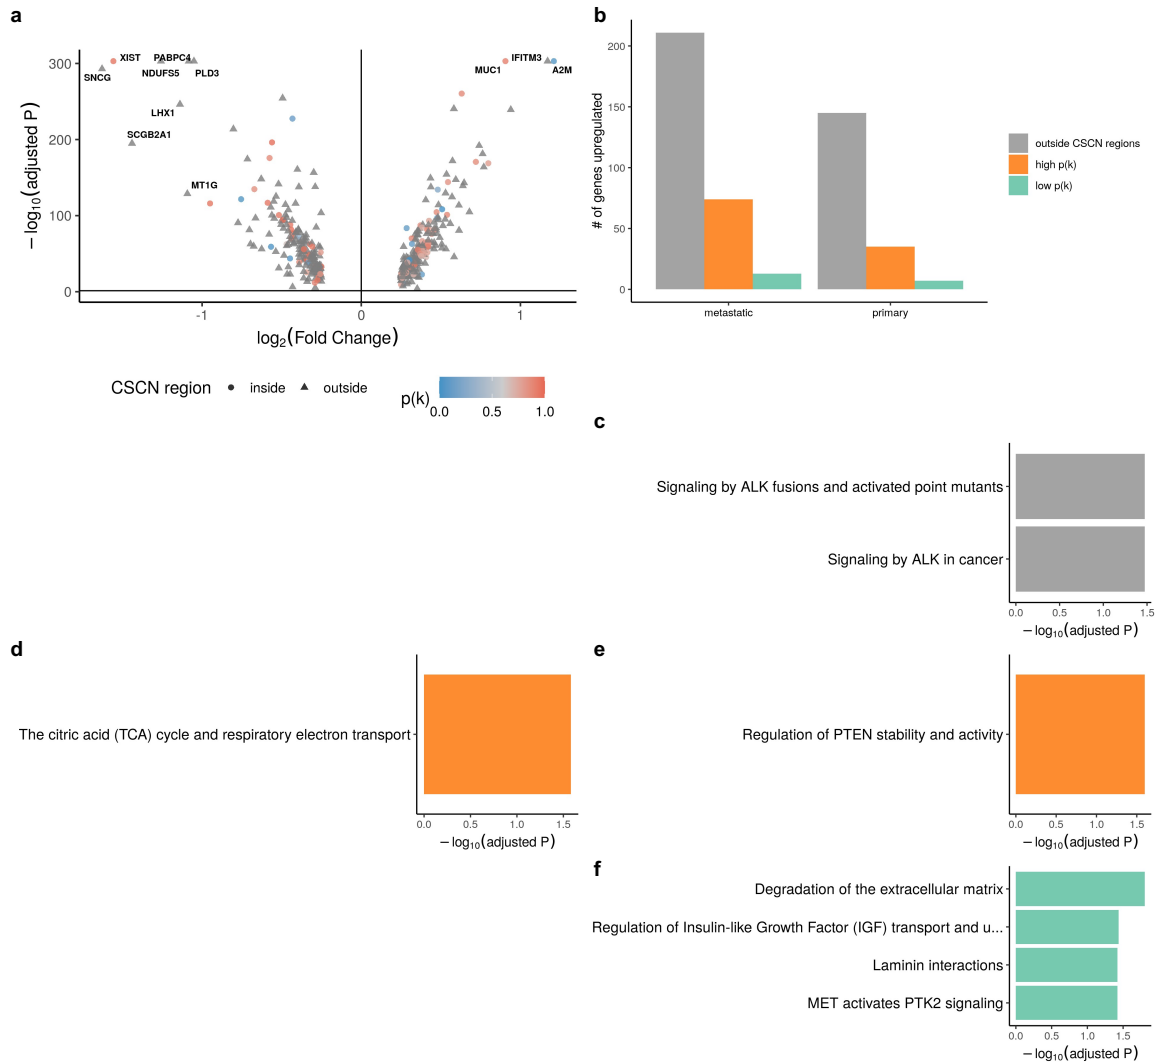 a
300
200
100
0
-1
0
1
−log10(adjusted P)
log2(Fold Change)
XIST
PABPC4
SNCG
NDUFS5
PLD3
LHX1
SCGB2A1
MT1G
IFITM3
MUC1
A2M
CSCN region
inside
outside
p(k)
0.0 0.5 1.0
b
# of genes upregulated
200
150
100
50
0
metastatic
primary
outside CSCN regions
high p(k)
low p(k)
c
Signaling by ALK fusions and activated point mutants
Signaling by ALK in cancer
0.0 0.5 1.0 1.5
−log10(adjusted P)
d
The citric acid (TCA) cycle and respiratory electron transport
0.0 0.5 1.0 1.5
−log10(adjusted P)
e
Regulation of PTEN stability and activity
0.0 0.5 1.0 1.5
−log10(adjusted P)
f
Degradation of the extracellular matrix
Regulation of Insulin-like Growth Factor (IGF) transport and u...
Laminin interactions
MET activates PTK2 signaling
0.0 0.5 1.0 1.5
−log10(adjusted P)